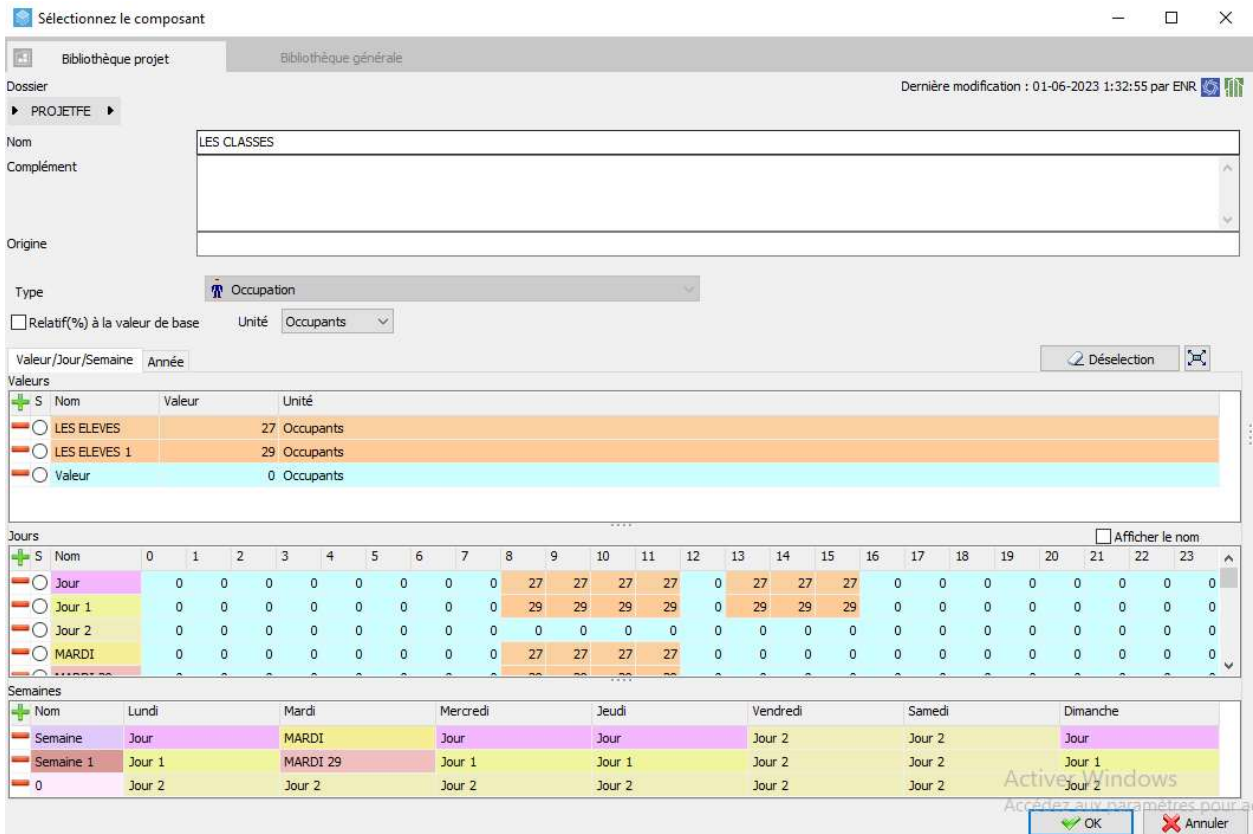 Sélectionnez le composant
Bibliothèque projet Bibliothèque générale
Dossier Dernière modification : 01-06-2023 1:32:55 par ENR
PROJETFE
Nom LES CLASSES
Complément
Origine
Type Occupation
Relatif(%) à la valeur de base Unité Occupants
Valeur/Jour/Semaine Année Déselection
Valeurs
S Nom Valeur Unité
LES ELEVES 27 Occupants
LES ELEVES 1 29 Occupants
Valeur 0 Occupants
Jours Afficher le nom
S Nom 0 1 2 3 4 5 6 7 8 9 10 11 12 13 14 15 16 17 18 19 20 21 22 23
Jour 0 0 0 0 0 0 0 0 27 27 27 27 0 27 27 27 0 0 0 0 0 0 0 0
Jour 1 0 0 0 0 0 0 0 0 29 29 29 29 0 29 29 29 0 0 0 0 0 0 0 0
Jour 2 0 0 0 0 0 0 0 0 0 0 0 0 0 0 0 0 0 0 0 0 0 0 0 0
MARDI 0 0 0 0 0 0 0 0 27 27 27 27 0 0 0 0 0 0 0 0 0 0 0 0
Semaines
Nom Lundi Mardi Mercredi Jeudi Vendredi Samedi Dimanche
Semaine Jour MARDI Jour Jour Jour 2 Jour 2 Jour
Semaine 1 Jour 1 MARDI 29 Jour 1 Jour 1 Jour 2 Jour 2 Jour 1
0 Jour 2 Jour 2 Jour 2 Jour 2 Jour 2 Jour 2 Jour 2
Activer Windows
Accédez aux paramètres pour
OK Annuler